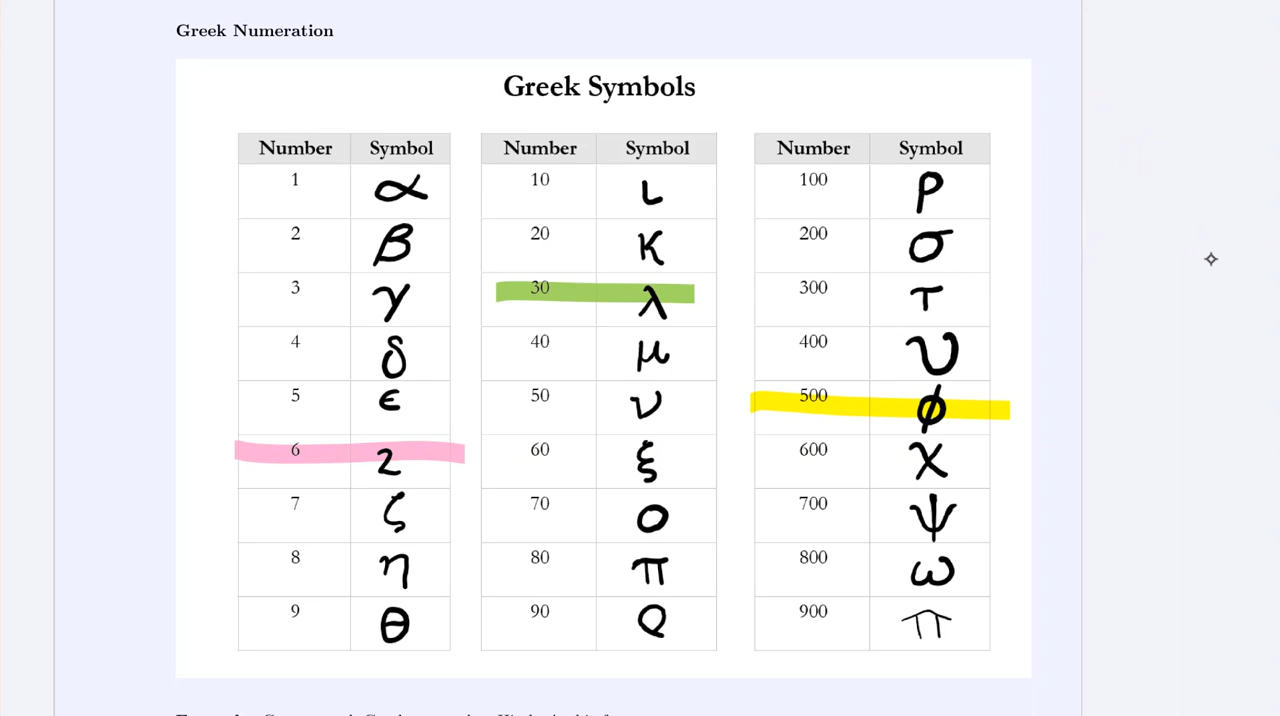 Greek Numeration
Greek Symbols
Number Symbol Number Symbol Number Symbol
1 α 10 ι 100 ρ
2 β 20 κ 200 σ
3 γ 30 λ 300 τ
4 δ 40 μ 400 υ
5 ϵ 50 ν 500 ϕ
6 2 60 ξ 600 χ
7 ζ 70 ο 700 ψ
8 η 80 π 800 ω
9 θ 90 Q 900 π